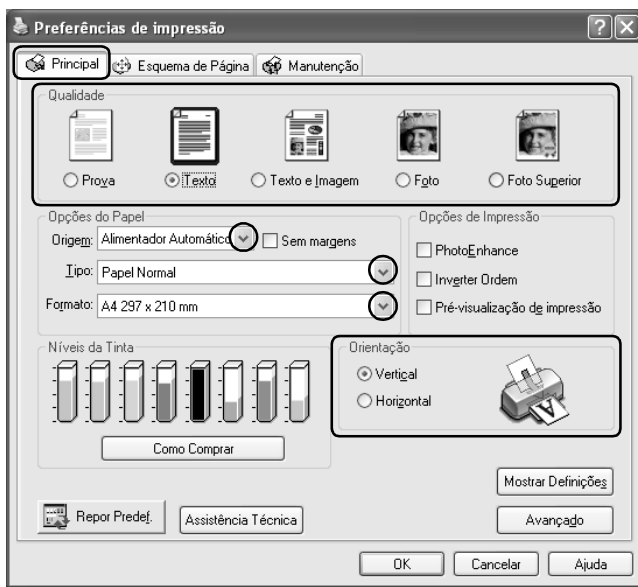 Preferências de impressão
Principal
Esquema de Página
Manutenção
Qualidade
Prova
Texto
Texto e Imagem
Foto
Foto Superior
Opções do Papel
Origem: Alimentador Automático
Sem margens
Tipo: Papel Normal
Formato: A4 297 x 210 mm
Opções de Impressão
PhotoEnhance
Inverter Ordem
Pré-visualização de impressão
Níveis da Tinta
Como Comprar
Orientação
Vertical
Horizontal
A
Mostrar Definições
Repor Predef.
Assistência Técnica
Avançado
OK
Cancelar
Ajuda